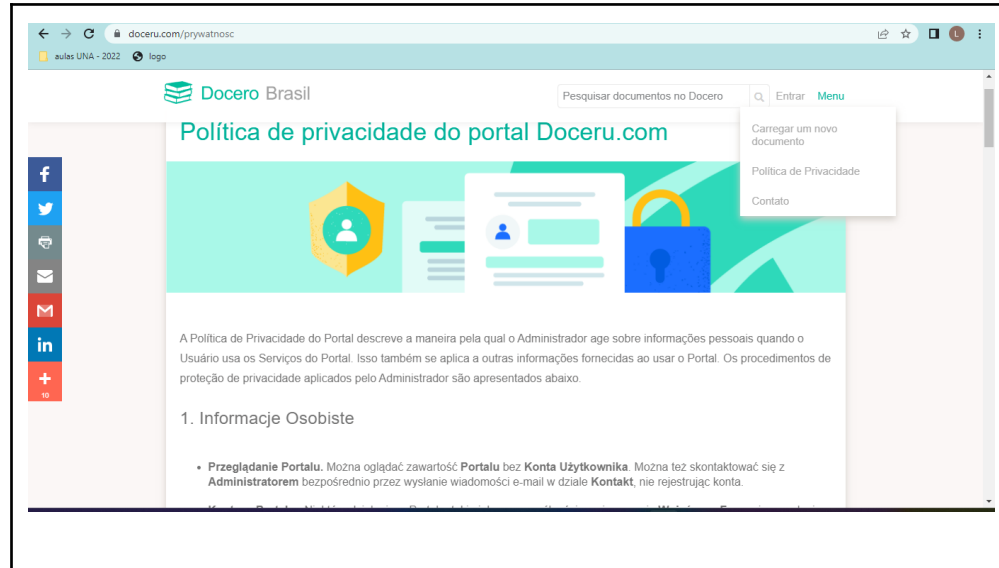 doceru.com/prywatnosc
L
aulas UNA - 2022
logo
Docero Brasil
Pesquisar documentos no Docero
Entrar
Menu
Carregar um novo
documento
Política de Privacidade
Contato
Política de privacidade do portal Doceru.com
10
A Política de Privacidade do Portal descreve a maneira pela qual o Administrador age sobre informações pessoais quando o
Usuário usa os Serviços do Portal. Isso também se aplica a outras informações fornecidas ao usar o Portal. Os procedimentos de
proteção de privacidade aplicados pelo Administrador são apresentados abaixo.
1. Informacje Osobiste
• Przeglądanie Portalu. Można oglądać zawartość Portalu bez Konta Użytkownika. Można też skontaktować się z
Administratorem bezpośrednio przez wysłanie wiadomości e-mail w dziale Kontakt, nie rejestrując konta.